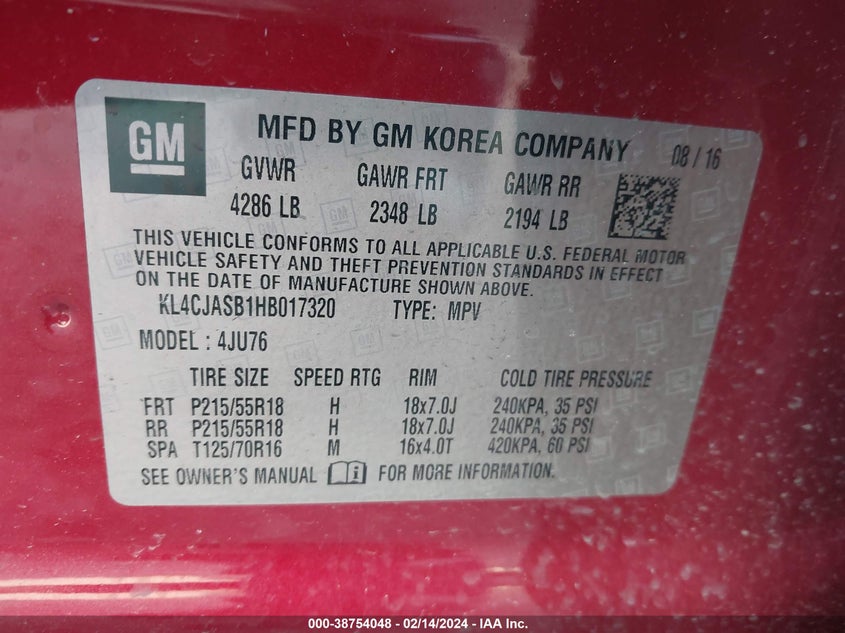 GM
MFD BY GM KOREA COMPANY 08/16
GVWR GAWR FRT GAWR RR
4286 LB 2348 LB 2194 LB
THIS VEHICLE CONFORMS TO ALL APPLICABLE U.S. FEDERAL MOTOR
VEHICLE SAFETY AND THEFT PREVENTION STANDARDS IN EFFECT
ON THE DATE OF MANUFACTURE SHOWN ABOVE.
KL4CJASB1HB017320 TYPE: MPV
MODEL : 4JU76
TIRE SIZE SPEED RTG RIM COLD TIRE PRESSURE
FRT P215/55R18 H 18x7.0J 240KPA, 35 PSI
RR P215/55R18 H 18x7.0J 240KPA, 35 PSI
SPA T125/70R16 M 16x4.0T 420KPA, 60 PSI
SEE OWNER'S MANUAL FOR MORE INFORMATION.
000-38754048 - 02/14/2024 - IAA Inc.